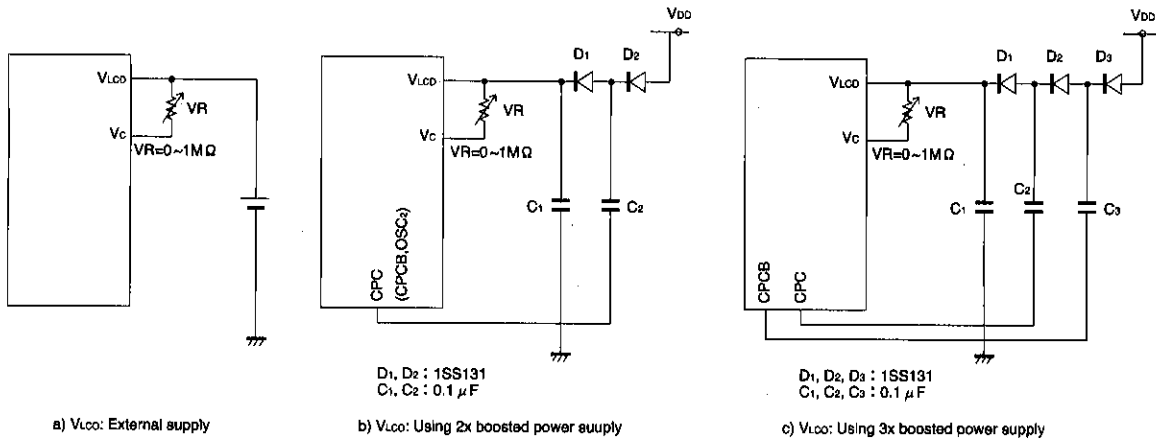 VLCD
VR
VC
VR=0~1MΩ
a) VLCD: External supply
VDD
D1
D2
VLCD
VR
VC
VR=0~1MΩ
C1
C2
CPC
(CPCB,OSC2)
D1, D2 : 1SS131
C1, C2 : 0.1 μF
b) VLCD: Using 2x boosted power suuply
VDD
D1
D2
D3
VLCD
VR
VC
VR=0~1MΩ
C1
C2
C3
CPCB
CPC
D1, D2, D3 : 1SS131
C1, C2, C3 : 0.1 μF
c) VLCD: Using 3x boosted power suuply